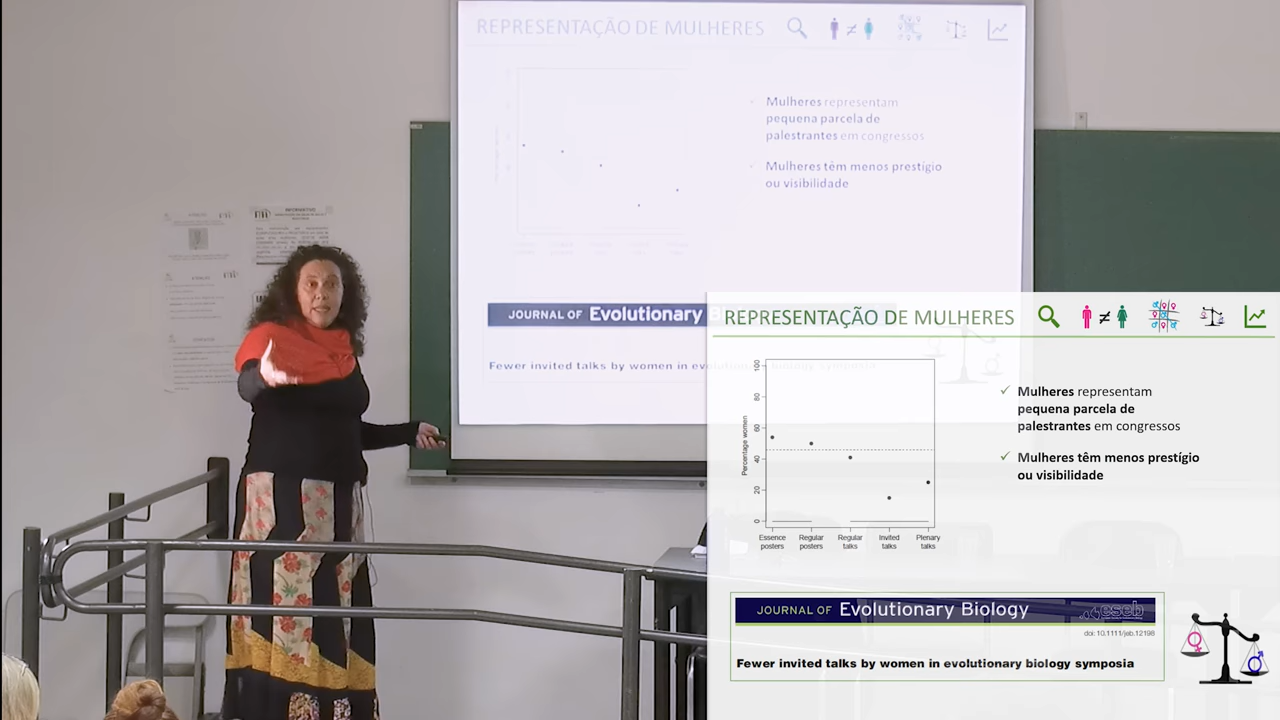 REPRESENTAÇÃO DE MULHERES
≠
Mulheres representam
pequena parcela de
palestrantes em congressos
Mulheres têm menos prestígio
ou visibilidade
JOURNAL OF Evolutionary B
Fewer invited talks by women in evolutionary biology symposia
REPRESENTAÇÃO DE MULHERES
≠
Percentage women
100
80
60
40
20
0
Essence posters
Regular posters
Regular talks
Invited talks
Plenary talks
✓ Mulheres representam
pequena parcela de
palestrantes em congressos
✓ Mulheres têm menos prestígio
ou visibilidade
JOURNAL OF Evolutionary Biology
eseb
doi: 10.1111/jeb.12198
Fewer invited talks by women in evolutionary biology symposia